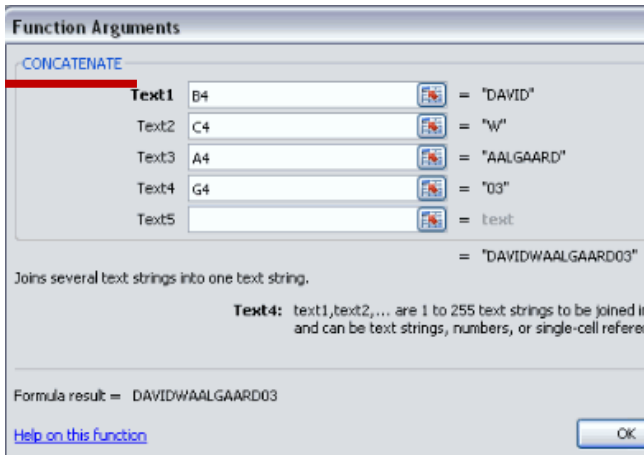 Function Arguments
CONCATENATE
Text1 B4 = "DAVID"
Text2 C4 = "W"
Text3 A4 = "AALGAARD"
Text4 G4 = "03"
Text5 = text
= "DAVIDWAALGAARD03"
Joins several text strings into one text string.
Text4: text1,text2,... are 1 to 255 text strings to be joined
and can be text strings, numbers, or single-cell
Formula result = DAVIDWAALGAARD03
Help on this function OK